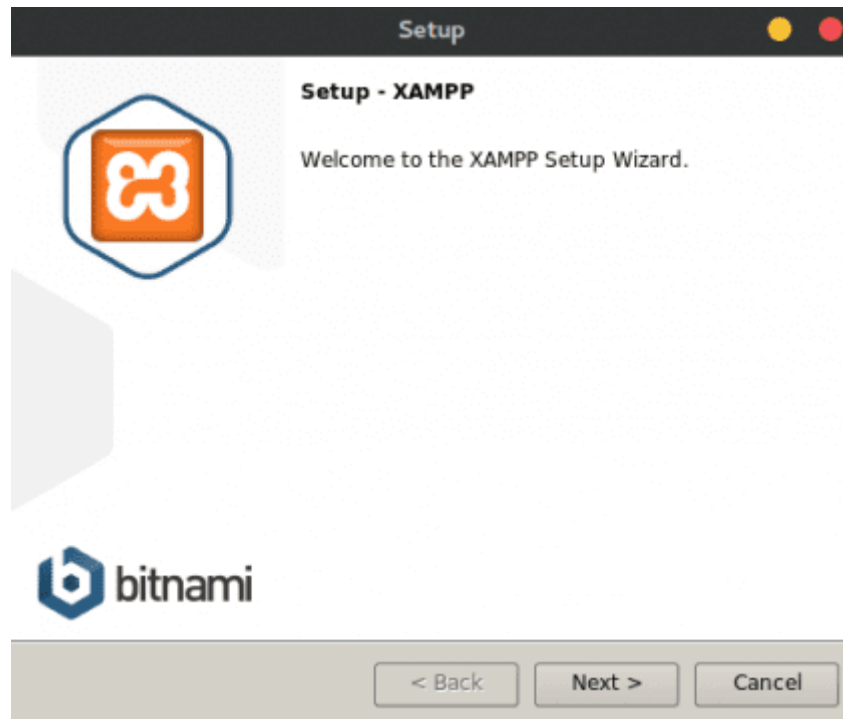 Setup
Setup - XAMPP
Welcome to the XAMPP Setup Wizard.
bitnami
< Back
Next >
Cancel